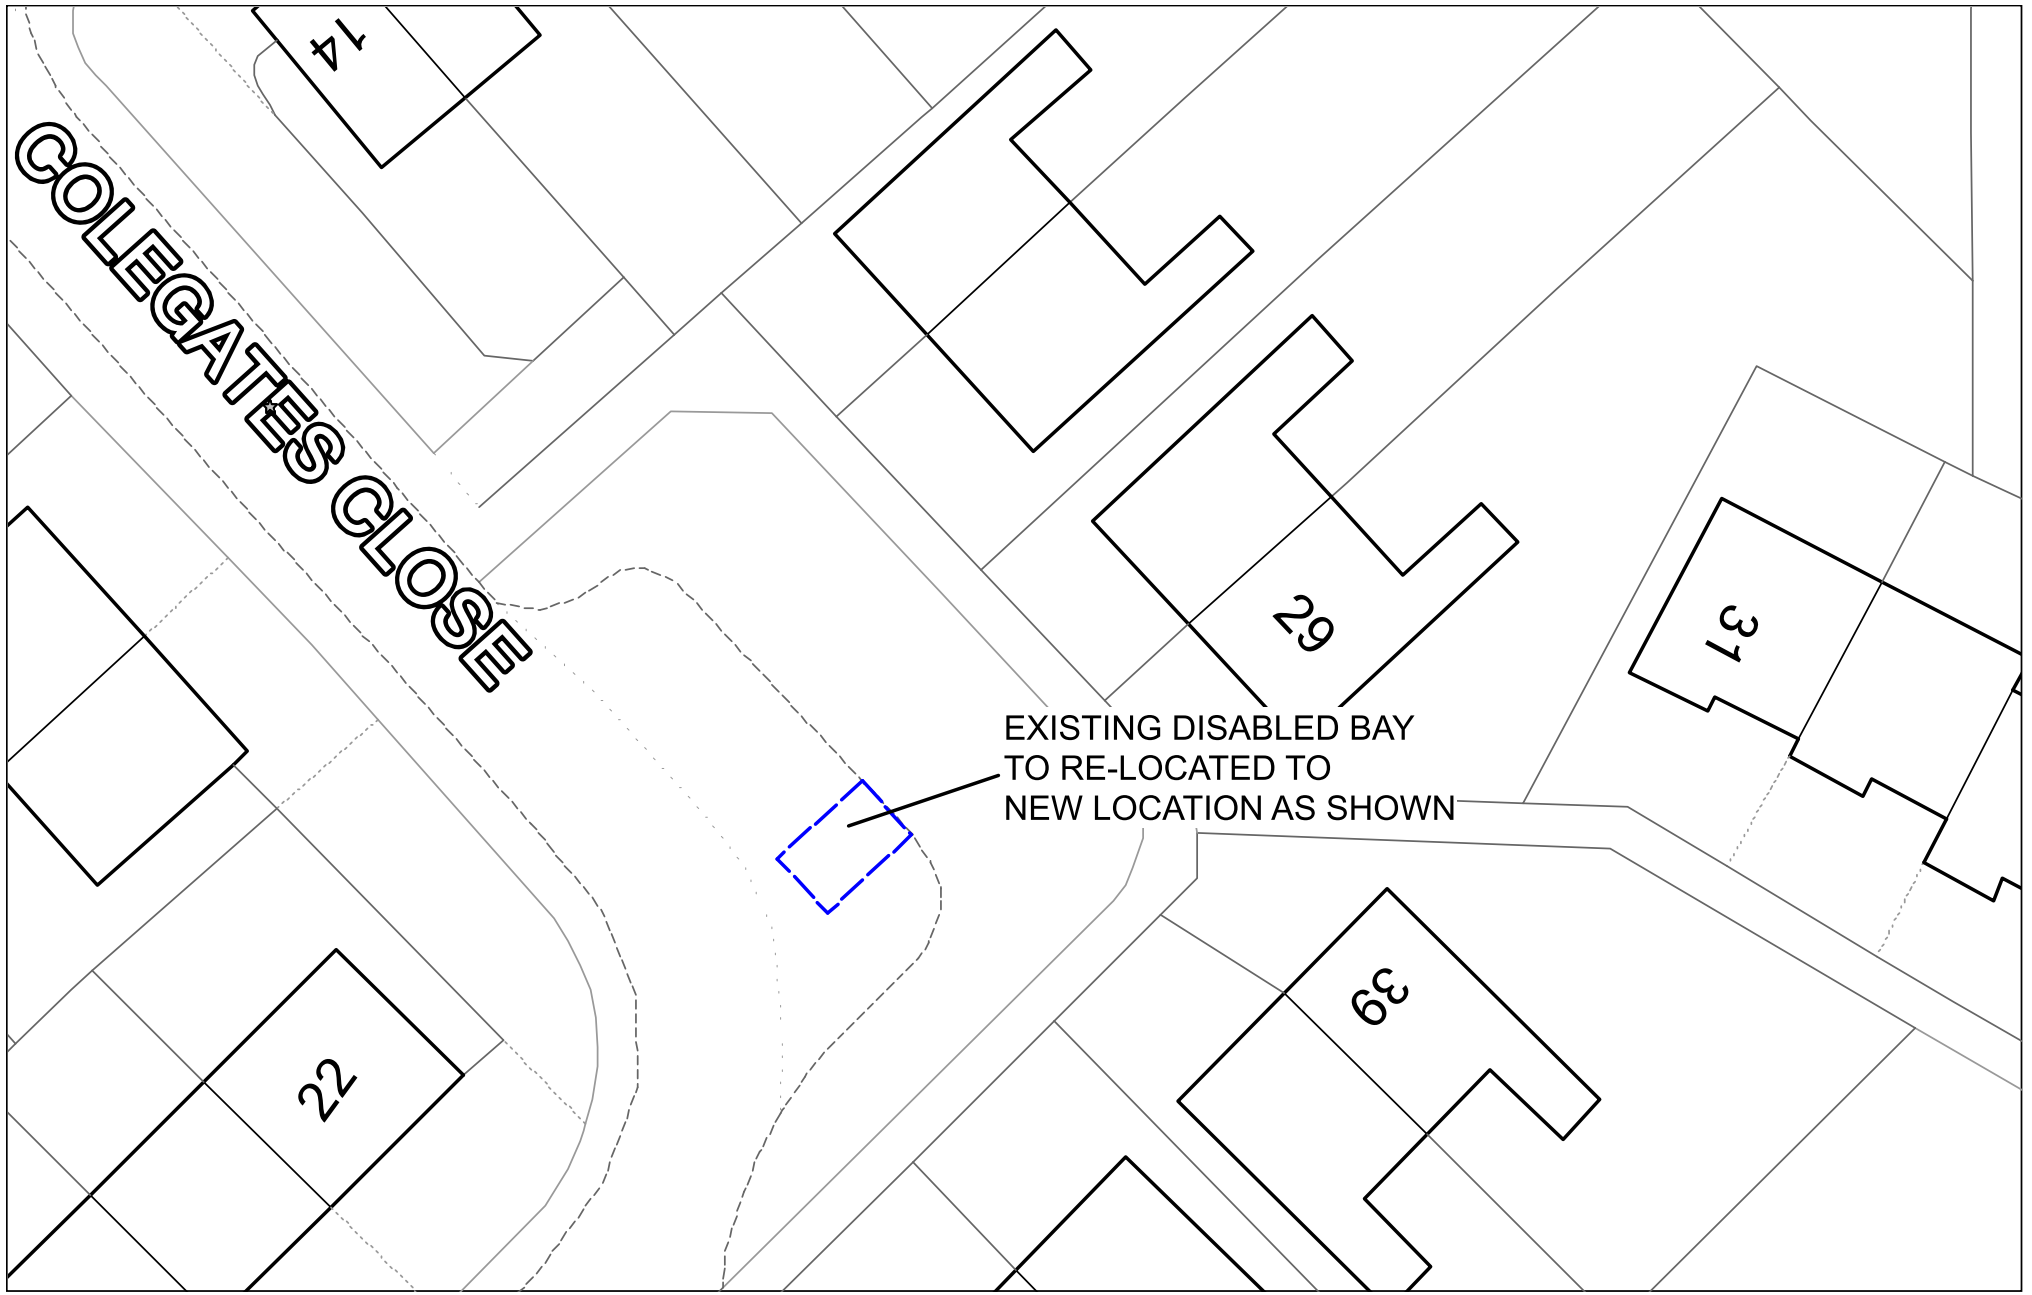 14
COLEGATES CLOSE
29
31
EXISTING DISABLED BAY
TO RE-LOCATED TO
NEW LOCATION AS SHOWN
39
22